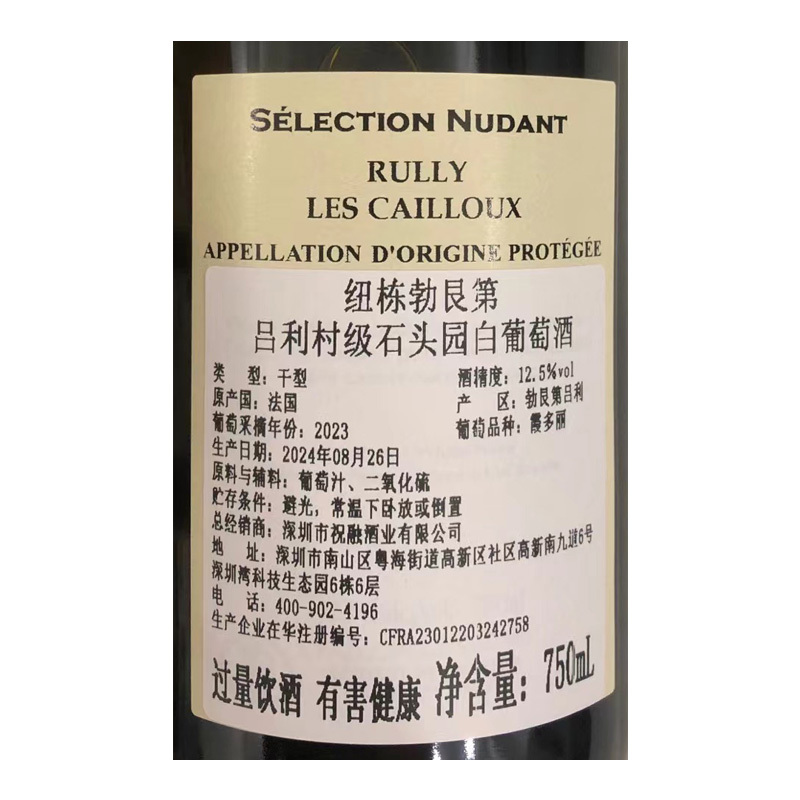 SÉLECTION NUDANT
RULLY
LES CAILLOUX
APPELLATION D'ORIGINE PROTÉGÉE
纽栋勃艮第
吕利村级石头园白葡萄酒
类 型：干型 酒精度：12.5%vol
原产国：法国 产 区：勃艮第吕利
葡萄采摘年份：2023 葡萄品种：霞多丽
生产日期：2024年08月26日
原料与辅料：葡萄汁、二氧化硫
贮存条件：避光，常温下卧放或倒置
总经销商：深圳市祝融酒业有限公司
地 址：深圳市南山区粤海街道高新区社区高新南九道6号
深圳湾科技生态园6栋6层
电 话：400-902-4196
生产企业在华注册编号：CFRA23012203242758
过量饮酒 有害健康 净含量：750mL